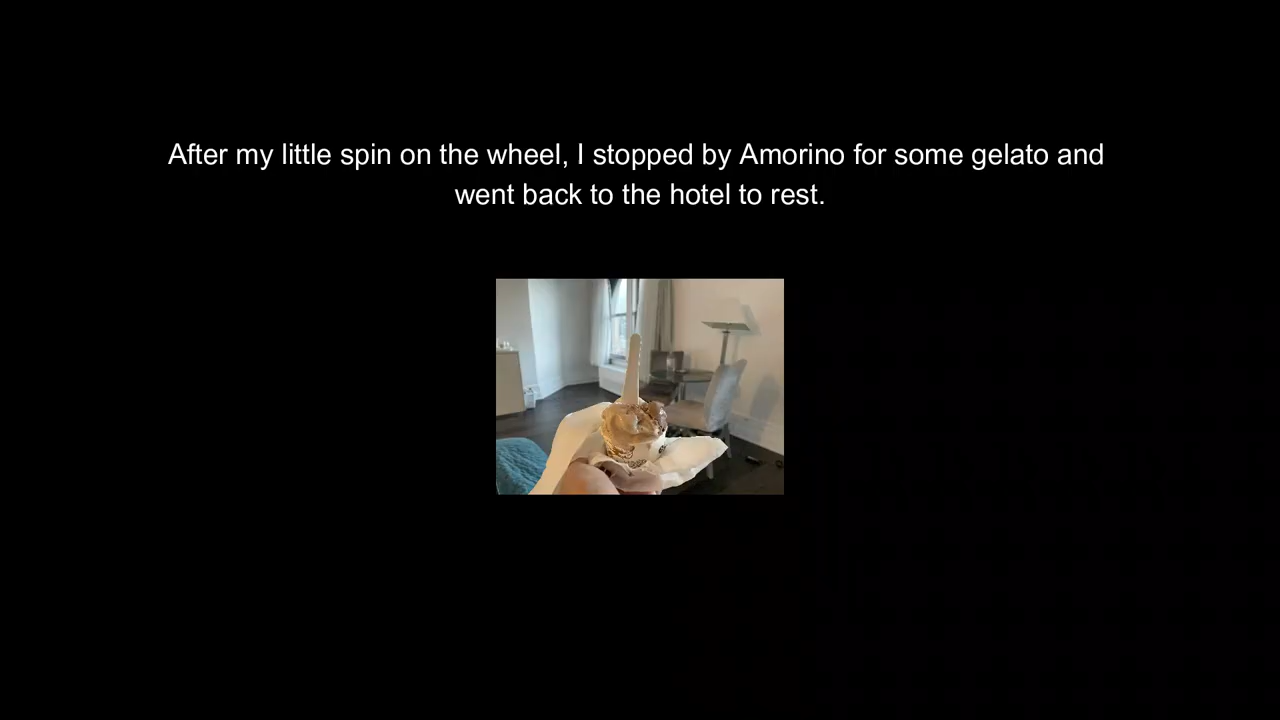 After my little spin on the wheel, I stopped by Amorino for some gelato and
went back to the hotel to rest.